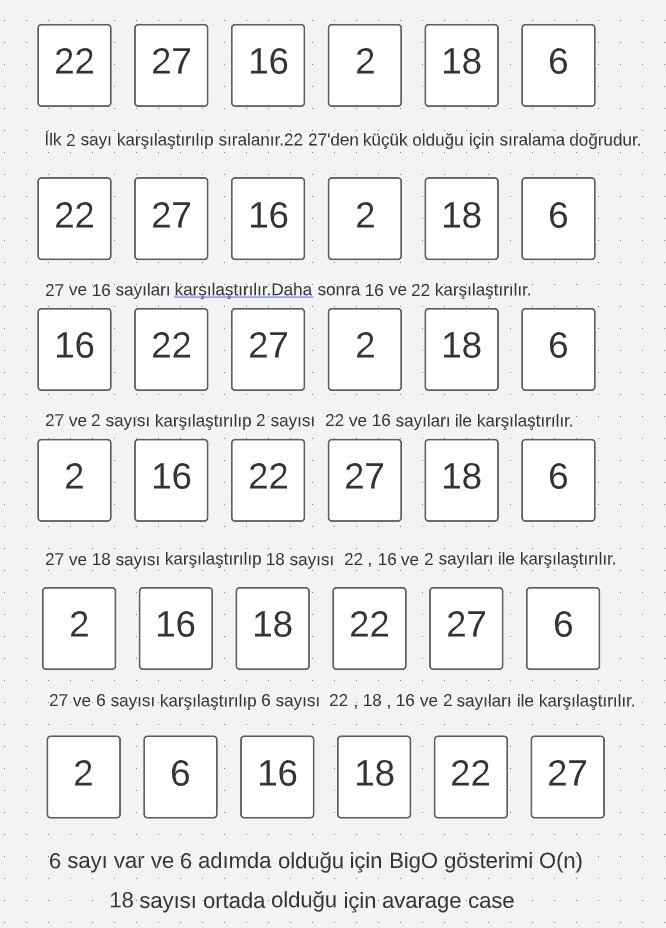 22 27 16 2 18 6
İlk 2 sayı karşılaştırılıp sıralanır.22 27'den küçük olduğu için sıralama doğrudur.
22 27 16 2 18 6
27 ve 16 sayıları karşılaştırılır.Daha sonra 16 ve 22 karşılaştırılır.
16 22 27 2 18 6
27 ve 2 sayısı karşılaştırılıp 2 sayısı 22 ve 16 sayıları ile karşılaştırılır.
2 16 22 27 18 6
27 ve 18 sayısı karşılaştırılıp 18 sayısı 22 , 16 ve 2 sayıları ile karşılaştırılır.
2 16 18 22 27 6
27 ve 6 sayısı karşılaştırılıp 6 sayısı 22 , 18 , 16 ve 2 sayıları ile karşılaştırılır.
2 6 16 18 22 27
6 sayı var ve 6 adımda olduğu için BigO gösterimi O(n)
18 sayısı ortada olduğu için avarage case